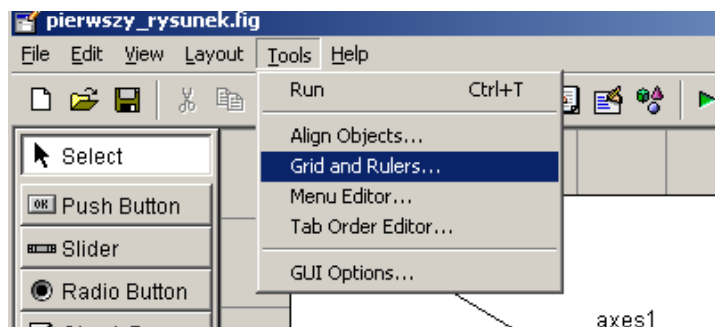 pierwszy_rysunek.fig
File Edit View Layout Tools Help
Run Ctrl+T
Align Objects...
Select
Grid and Rulers...
Menu Editor...
OK Push Button
Tab Order Editor...
Slider
GUI Options...
Radio Button
axes1